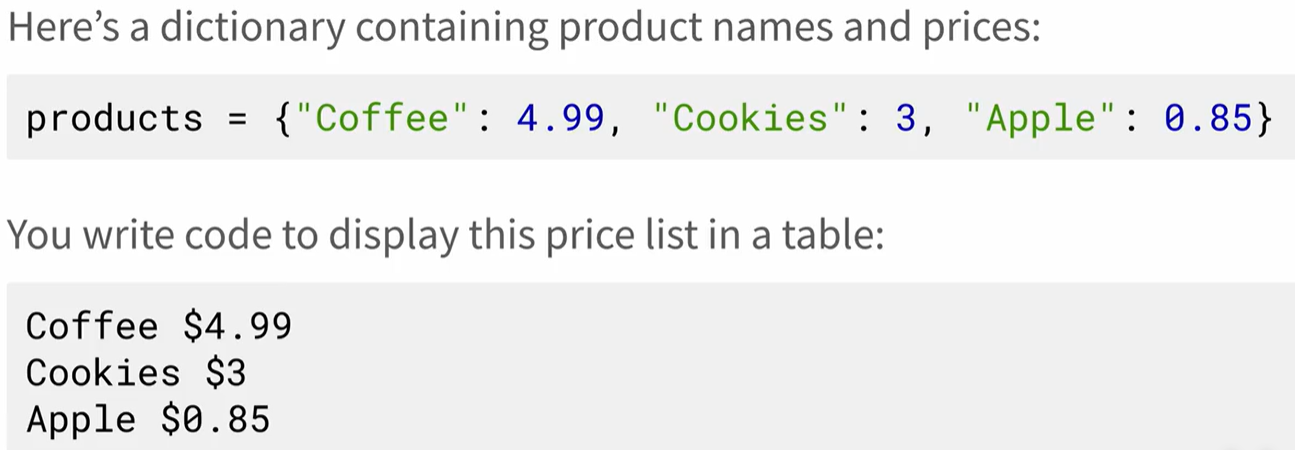 Here’s a dictionary containing product names and prices:
products = {"Coffee": 4.99, "Cookies": 3, "Apple": 0.85}
You write code to display this price list in a table:
Coffee $4.99
Cookies $3
Apple $0.85